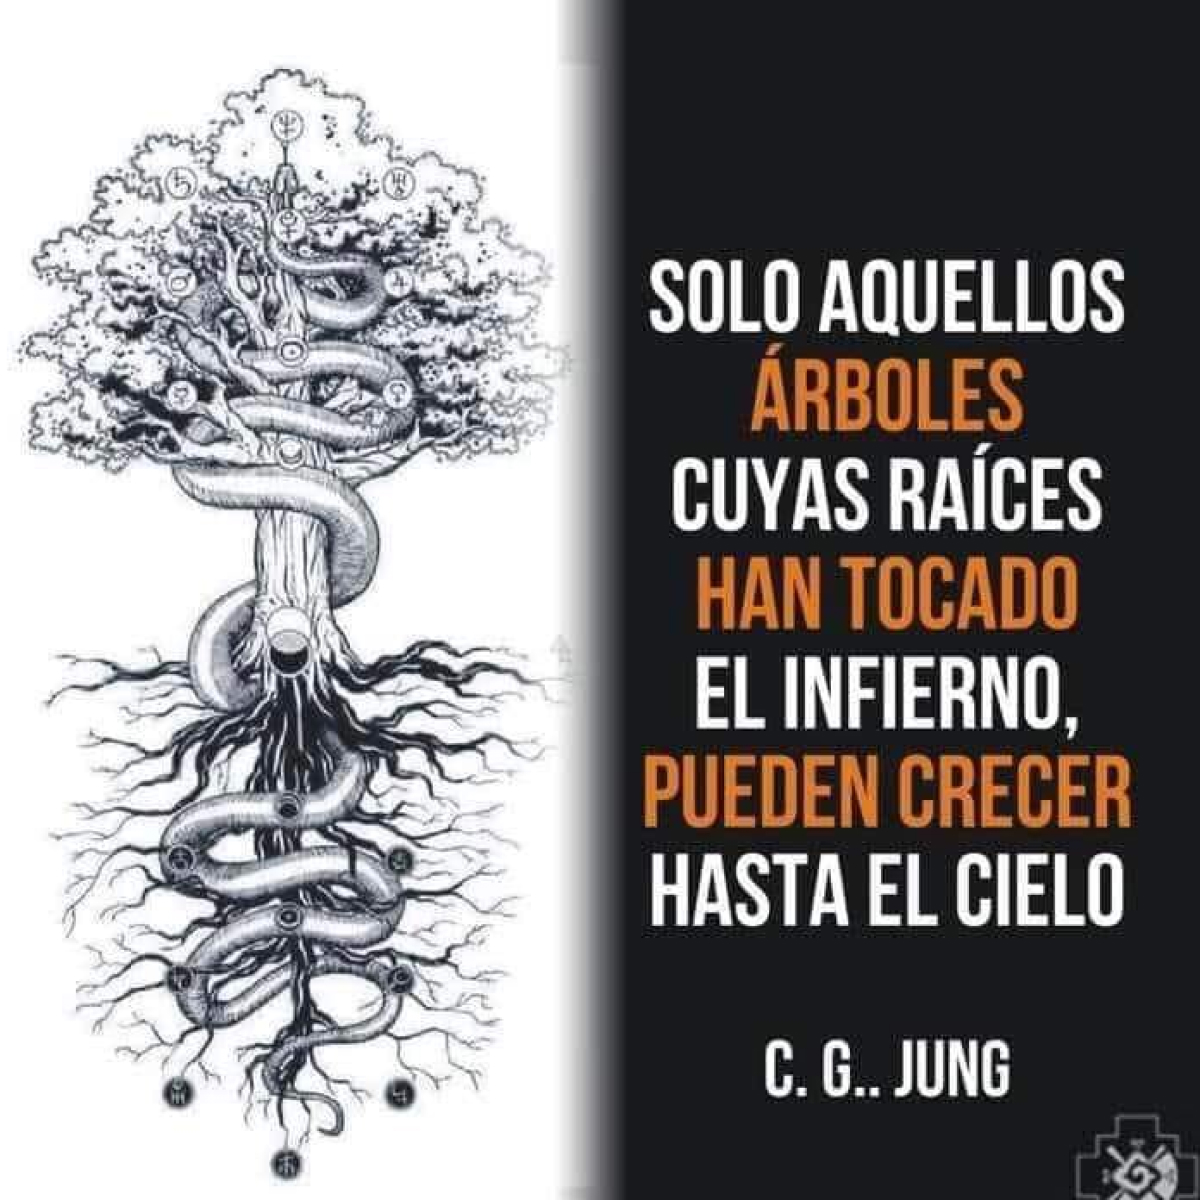 SOLO AQUELLOS
ÁRBOLES
CUYAS RAÍCES
HAN TOCADO
EL INFIERNO,
PUEDEN CRECER
HASTA EL CIELO
C. G.. JUNG